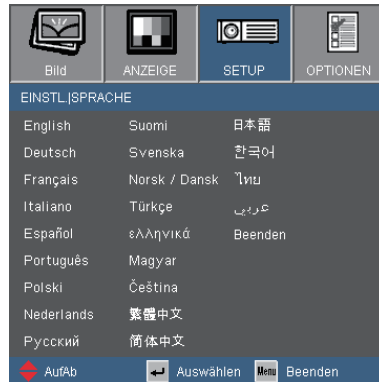 Bild ANZEIGE SETUP OPTIONEN
EINSTL.|SPRACHE
English Suomi 日本語
Deutsch Svenska 한국어
Français Norsk / Dansk ไทย
Italiano Türkçe عربي
Español ελληνικά Beenden
Português Magyar
Polski Čeština
Nederlands 繁體中文
Русский 简体中文
AufAb Auswählen Menu Beenden